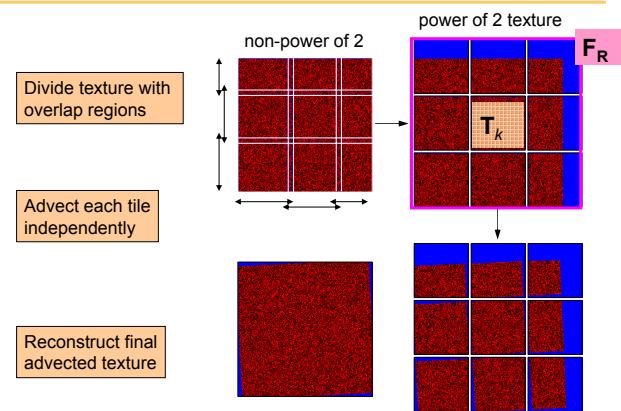 power of 2 texture
non-power of 2
F_R
Divide texture with
overlap regions
T_k
Advect each tile
independently
Reconstruct final
advected texture